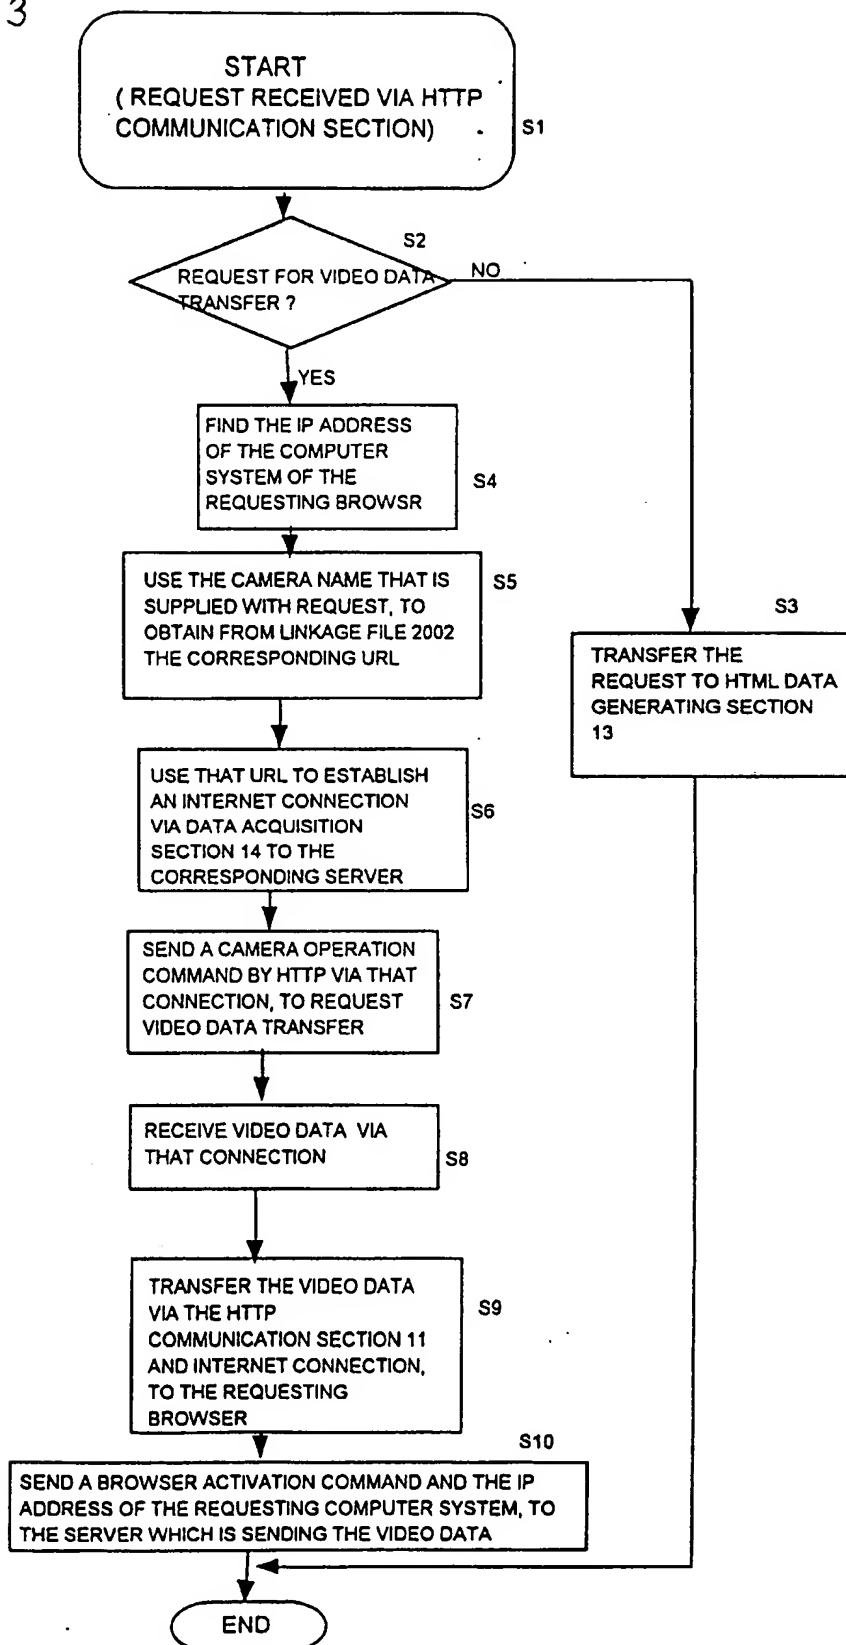 3
START
( REQUEST RECEIVED VIA HTTP
COMMUNICATION SECTION)
S1
S2
REQUEST FOR VIDEO DATA
TRANSFER ?
NO
YES
FIND THE IP ADDRESS
OF THE COMPUTER
SYSTEM OF THE
REQUESTING BROWSR
S4
USE THE CAMERA NAME THAT IS
SUPPLIED WITH REQUEST, TO
OBTAIN FROM LINKAGE FILE 2002
THE CORRESPONDING URL
S5
S3
TRANSFER THE
REQUEST TO HTML DATA
GENERATING SECTION
13
USE THAT URL TO ESTABLISH
AN INTERNET CONNECTION
VIA DATA ACQUISITION
SECTION 14 TO THE
CORRESPONDING SERVER
S6
SEND A CAMERA OPERATION
COMMAND BY HTTP VIA THAT
CONNECTION, TO REQUEST
VIDEO DATA TRANSFER
S7
RECEIVE VIDEO DATA VIA
THAT CONNECTION
S8
TRANSFER THE VIDEO DATA
VIA THE HTTP
COMMUNICATION SECTION 11
AND INTERNET CONNECTION,
TO THE REQUESTING
BROWSER
S9
S10
SEND A BROWSER ACTIVATION COMMAND AND THE IP
ADDRESS OF THE REQUESTING COMPUTER SYSTEM, TO
THE SERVER WHICH IS SENDING THE VIDEO DATA
END